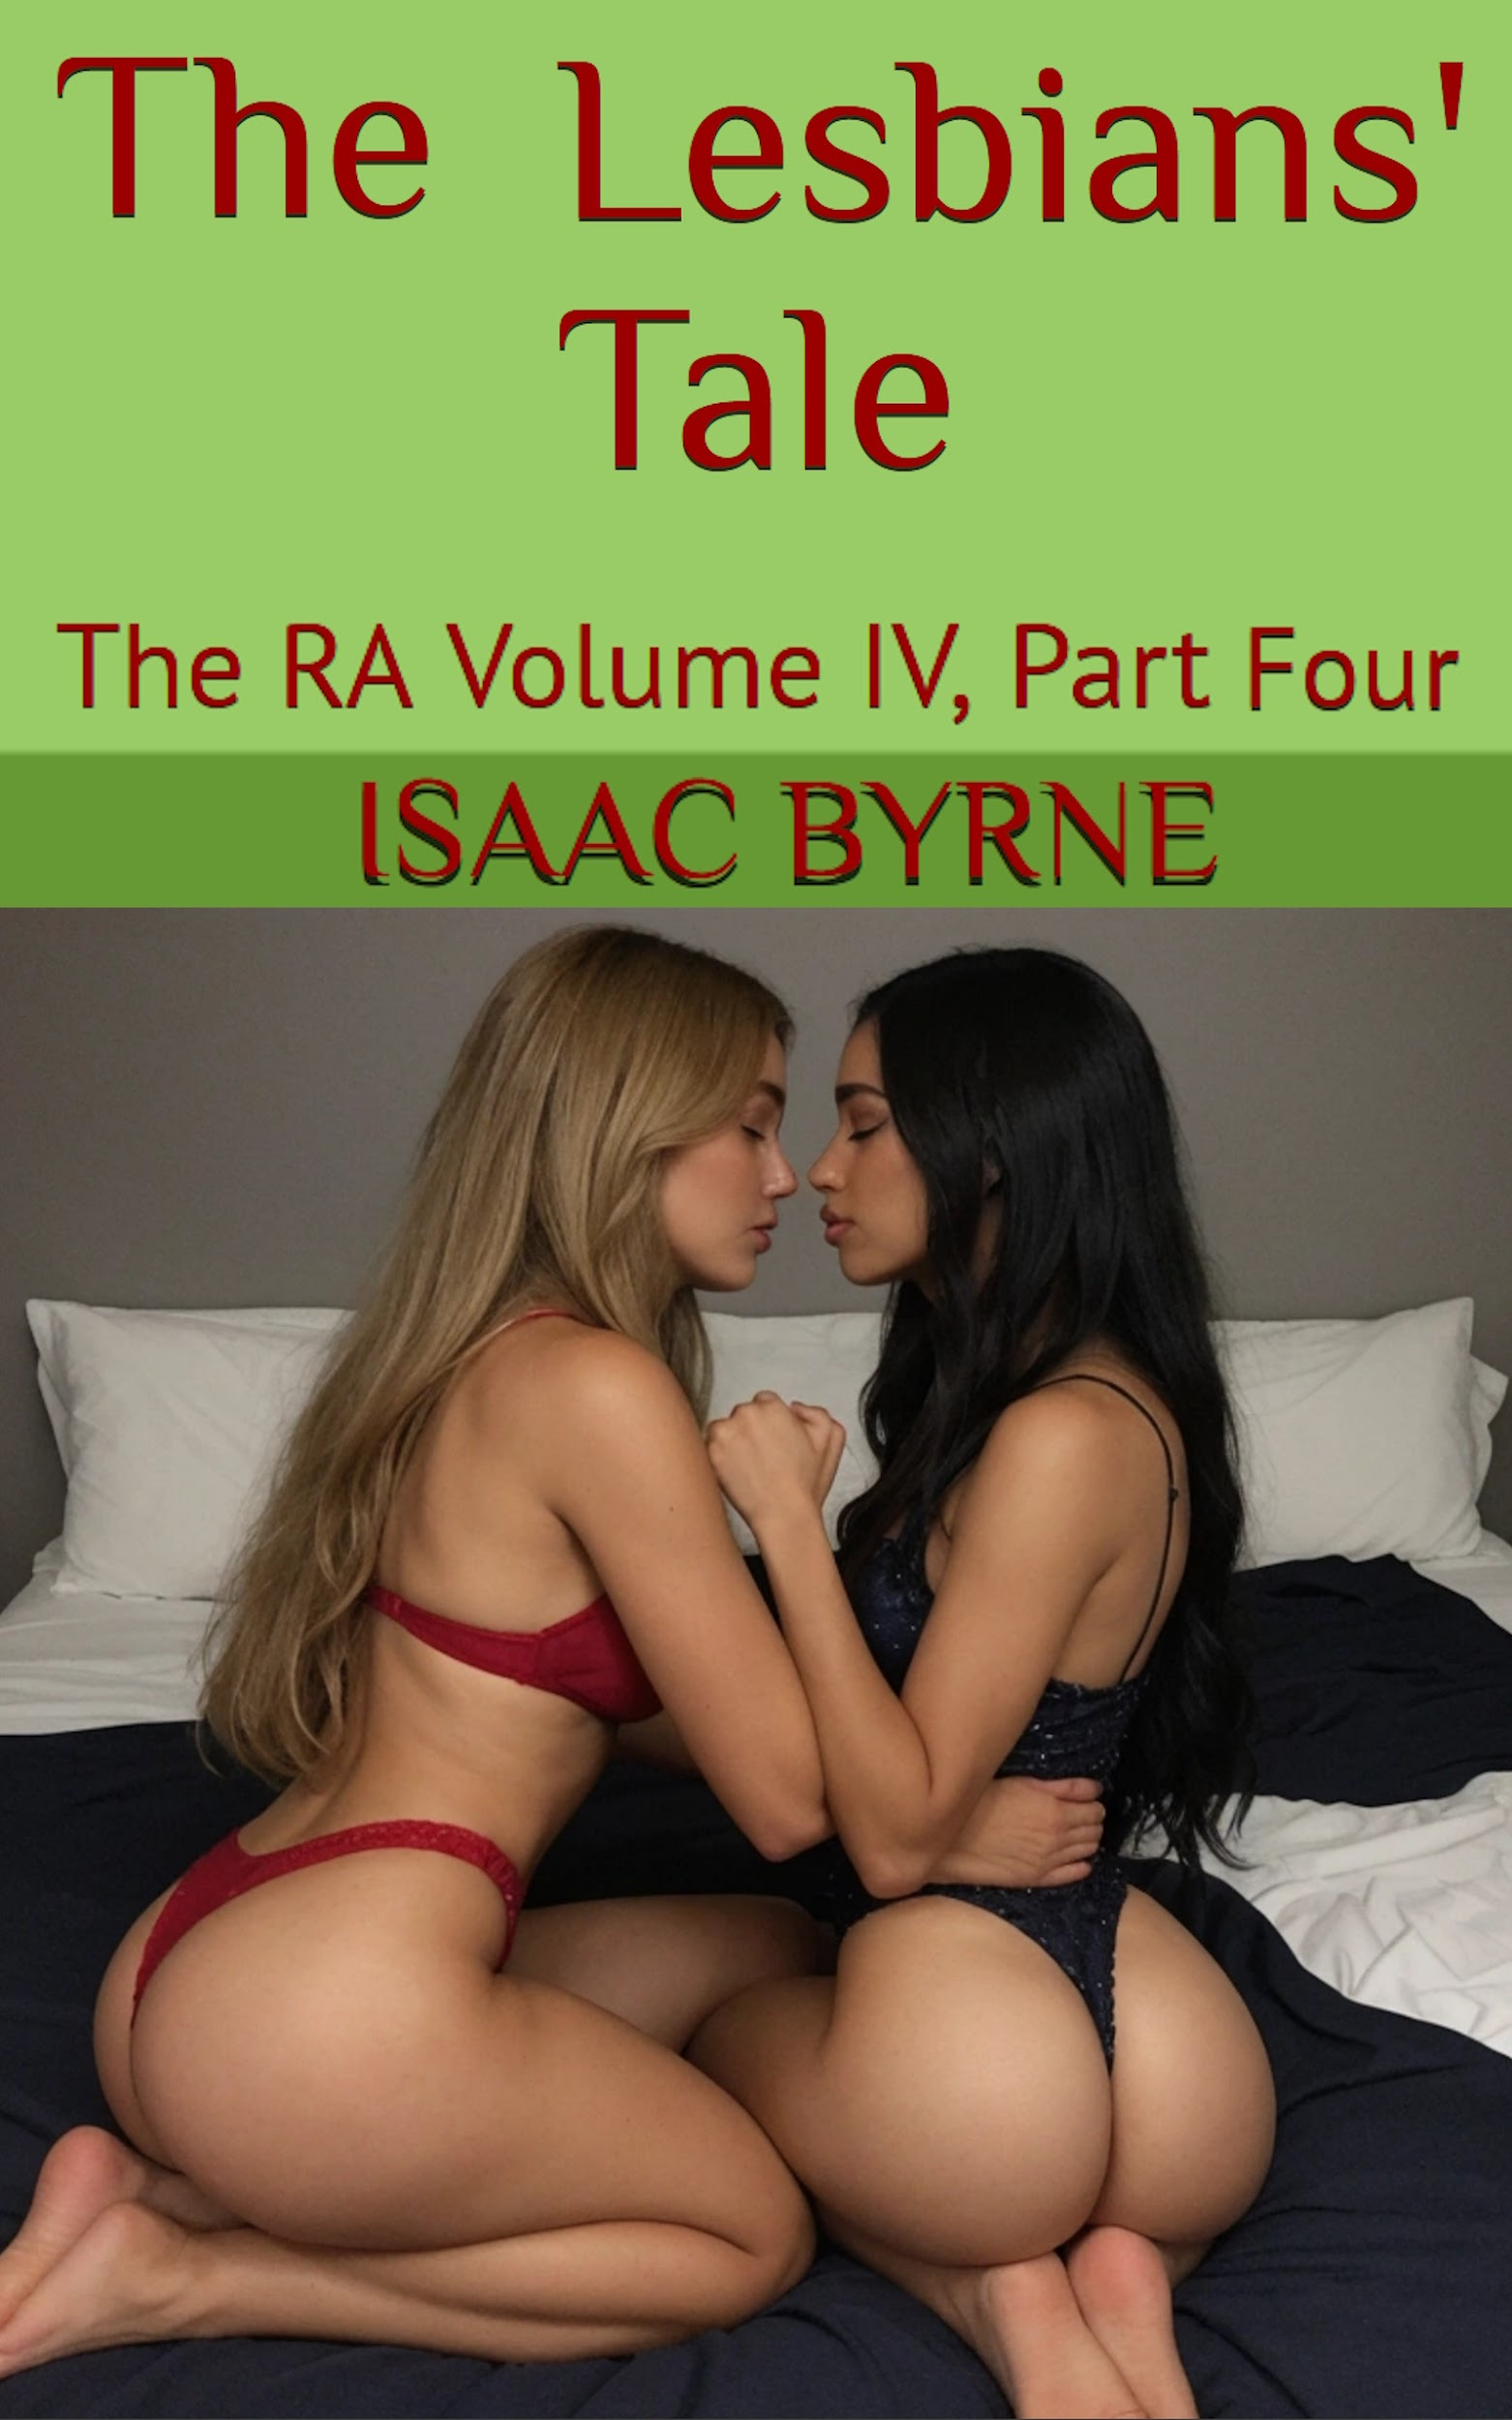 The Lesbians'
Tale
The RA Volume IV, Part Four
ISAAC BYRNE